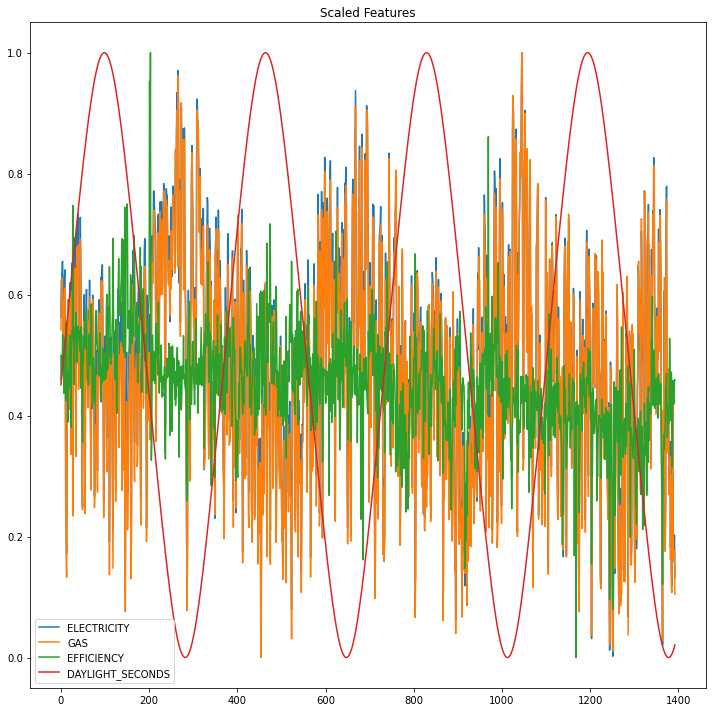 Scaled Features
1.0
0.8
0.6
0.4
0.2
0.0
ELECTRICITY
GAS
EFFICIENCY
DAYLIGHT_SECONDS
0 200 400 600 800 1000 1200 1400